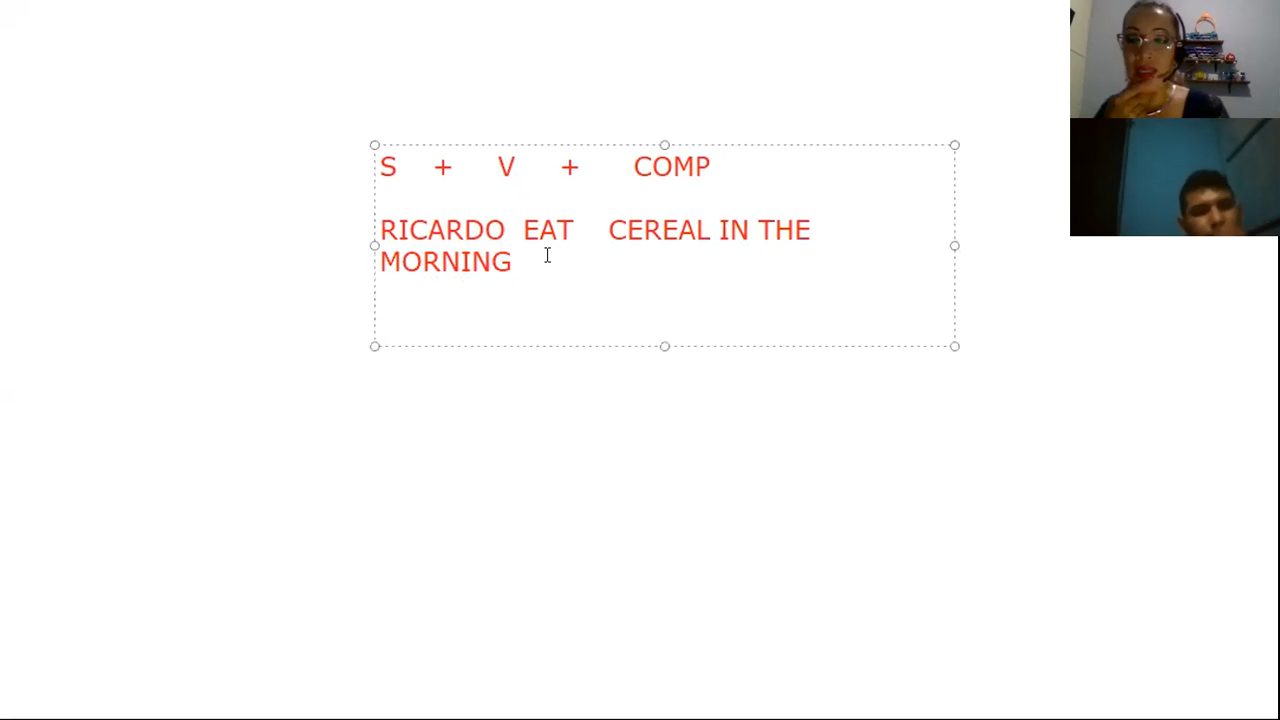 S + V + COMP
RICARDO EAT CEREAL IN THE
MORNING